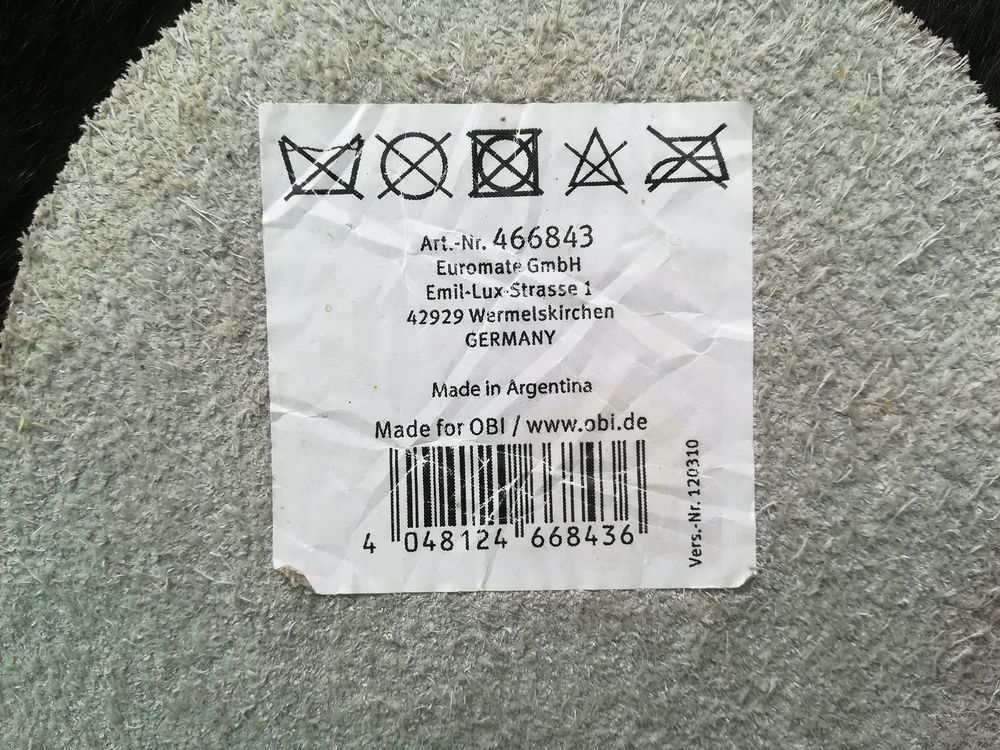 Art.-Nr. 466843
Euromate GmbH
Emil-Lux-Strasse 1
42929 Wermelskirchen
GERMANY
Made in Argentina
Made for OBI / www.obi.de
4 048124 668436
Vers.-Nr. 120310